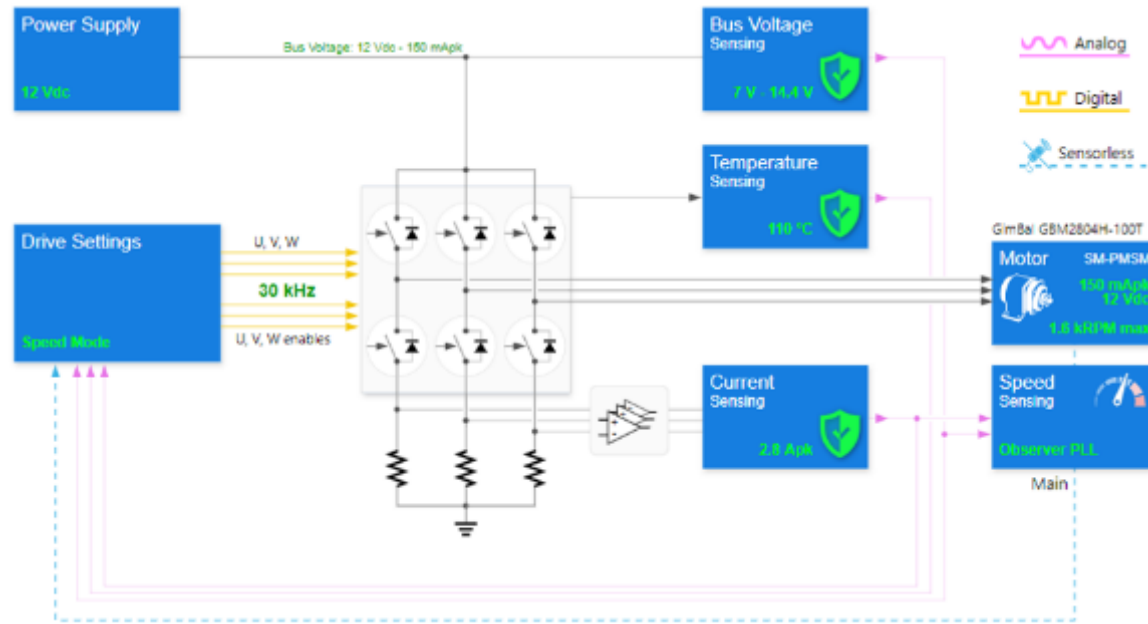 Power Supply
12 Vdc
Bus Voltage: 12 Vdc - 150 mApk
Bus Voltage
Sensing
7 V - 14.4 V
Analog
Digital
Sensorless
Temperature
Sensing
110 °C
Drive Settings
Speed Mode
U, V, W
30 kHz
U, V, W enables
GimBal GBM2804H-100T
Motor
SM-PMSM
150 mApk
12 Vdc
1.6 kRPM max
Current
Sensing
2.8 Apk
Speed
Sensing
Observer PLL
Main